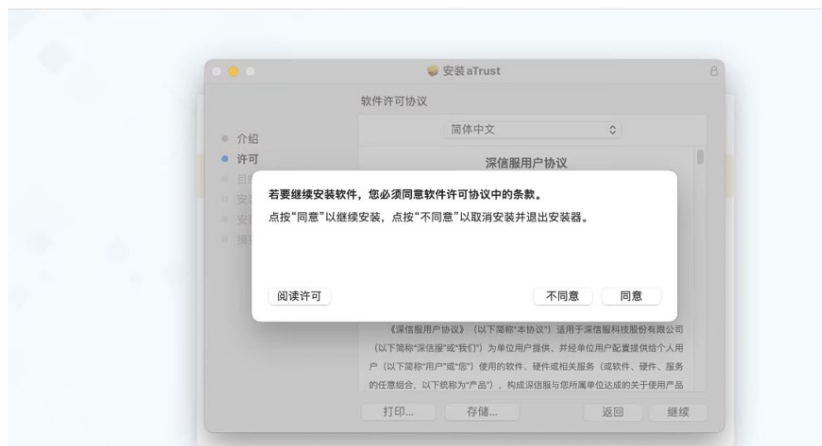 安装 aTrust
软件许可协议
简体中文
介绍
许可
深信服用户协议
若要继续安装软件，您必须同意软件许可协议中的条款。
点按“同意”以继续安装，点按“不同意”以取消安装并退出安装器。
阅读许可
不同意
同意
《深信服用户协议》（以下简称“本协议”）适用于深信服科技股份有限公司
（以下简称“深信服”或“我们”）为单位用户提供、并经单位用户配置提供给个人用
户（以下简称“用户”或“您”）使用的软件、硬件或相关服务（或软件、硬件、服务
的任意组合，以下统称为“产品”），构成深信服与您所属单位达成的关于使用产品
打印...
存储...
返回
继续